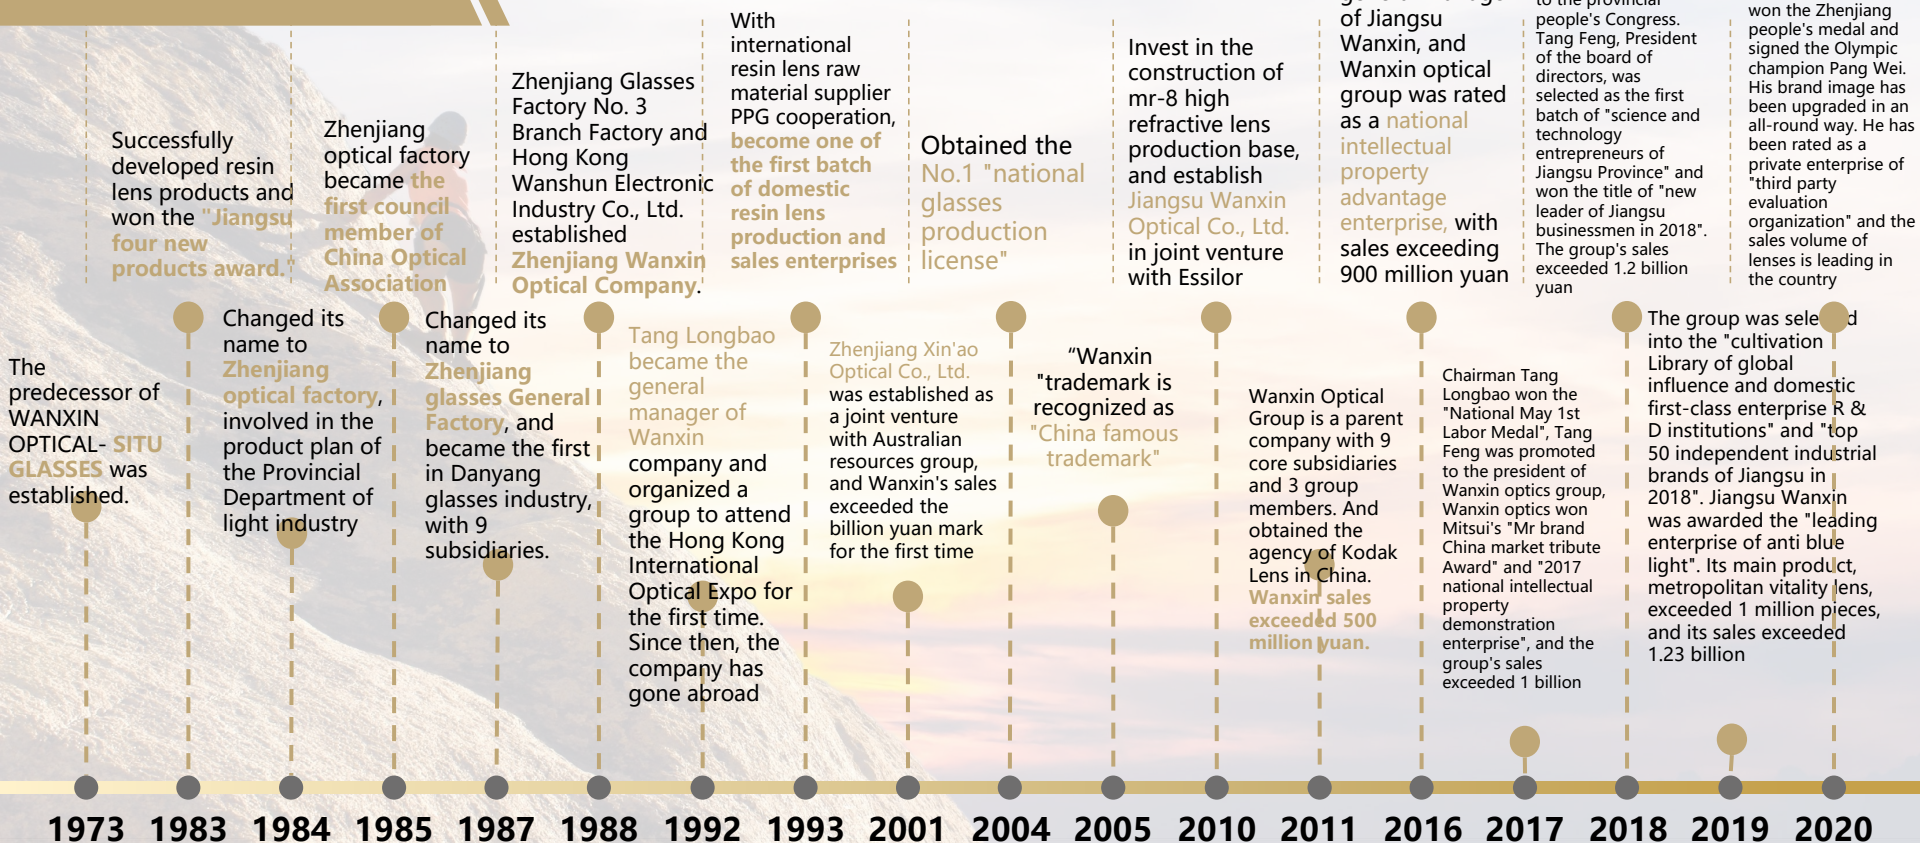 The
predecessor of
WANXIN
OPTICAL- SITU
GLASSES was
established.
Successfully
developed resin
lens products and
won the "Jiangsu
four new
products award."
Changed its
name to
Zhenjiang
optical factory,
involved in the
product plan of
the Provincial
Department of
light industry
Zhenjiang
optical factory
became the
first council
member of
China Optical
Association
Changed its
name to
Zhenjiang
glasses General
Factory, and
became the first
in Danyang
glasses industry,
with 9
subsidiaries.
Zhenjiang Glasses
Factory No. 3
Branch Factory and
Hong Kong
Wanshun Electronic
Industry Co., Ltd.
established
Zhenjiang Wanxin
Optical Company.
Tang Longbao
became the
general
manager of
Wanxin
company and
organized a
group to attend
the Hong Kong
International
Optical Expo for
the first time.
Since then, the
company has
gone abroad
With
international
resin lens raw
material supplier
PPG cooperation,
become one of
the first batch
of domestic
resin lens
production and
sales enterprises
Zhenjiang Xin'ao
Optical Co., Ltd.
was established as
a joint venture
with Australian
resources group,
and Wanxin's sales
exceeded the
billion yuan mark
for the first time
Obtained the
No.1 "national
glasses
production
license"
“Wanxin
"trademark is
recognized as
"China famous
trademark"
Invest in the
construction of
mr-8 high
refractive lens
production base,
and establish
Jiangsu Wanxin
Optical Co., Ltd.
in joint venture
with Essilor
Wanxin Optical
Group is a parent
company with 9
core subsidiaries
and 3 group
members. And
obtained the
agency of Kodak
Lens in China.
Wanxin sales
exceeded 500
million yuan.
of Jiangsu
Wanxin, and
Wanxin optical
group was rated
as a national
intellectual
property
advantage
enterprise, with
sales exceeding
900 million yuan
Chairman Tang
Longbao won the
"National May 1st
Labor Medal", Tang
Feng was promoted
to the president of
Wanxin optics group,
Wanxin optics won
Mitsui's "Mr brand
China market tribute
Award" and "2017
national intellectual
property
demonstration
enterprise", and the
group's sales
exceeded 1 billion
to the provincial
people's Congress.
Tang Feng, President
of the board of
directors, was
selected as the first
batch of "science and
technology
entrepreneurs of
Jiangsu Province" and
won the title of "new
leader of Jiangsu
businessmen in 2018".
The group's sales
exceeded 1.2 billion
yuan
The group was
into the "cultivation
Library of global
influence and domestic
first-class enterprise R &
D institutions" and "top
50 independent industrial
brands of Jiangsu in
2018". Jiangsu Wanxin
was awarded the "leading
enterprise of anti blue
light". Its main product,
metropolitan vitality lens,
exceeded 1 million pieces,
and its sales exceeded
1.23 billion
won the Zhenjiang
people's medal and
signed the Olympic
champion Pang Wei.
His brand image has
been upgraded in an
all-round way. He has
been rated as a
private enterprise of
"third party
evaluation
organization" and the
sales volume of
lenses is leading in
the country
1973 1983 1984 1985 1987 1988 1992 1993 2001 2004 2005 2010 2011 2016 2017 2018 2019 2020